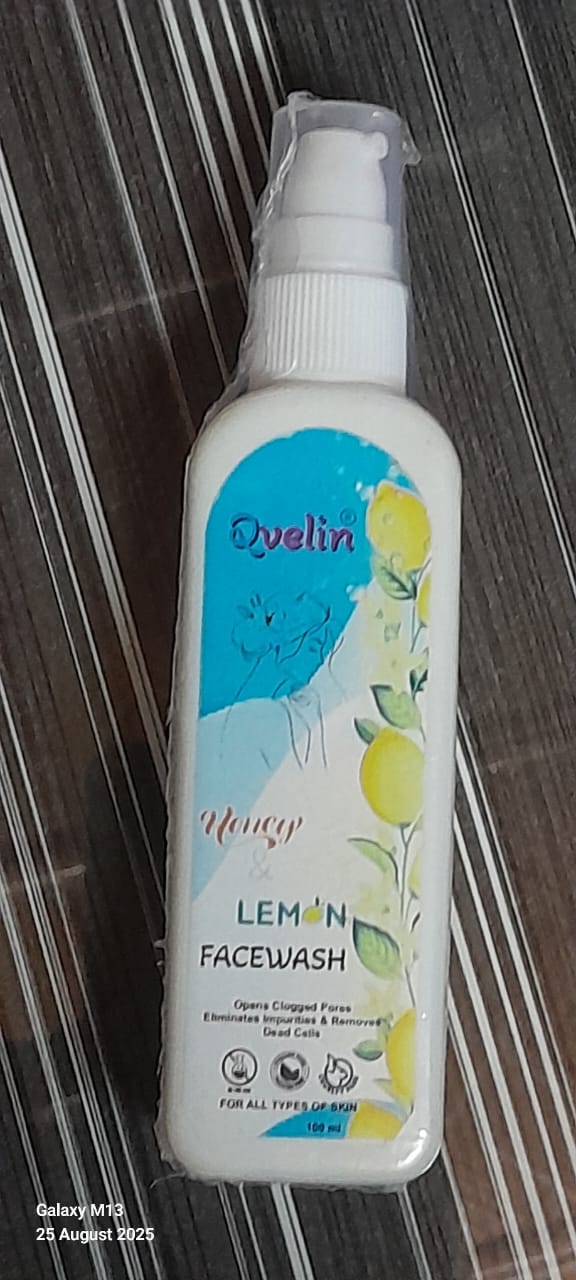 Qvelin®
Honey
&
LEMON
FACEWASH
Opens Clogged Pores
Eliminates Impurities & Removes
Dead Cells
FOR ALL TYPES OF SKIN
100 ml
Galaxy M13
25 August 2025